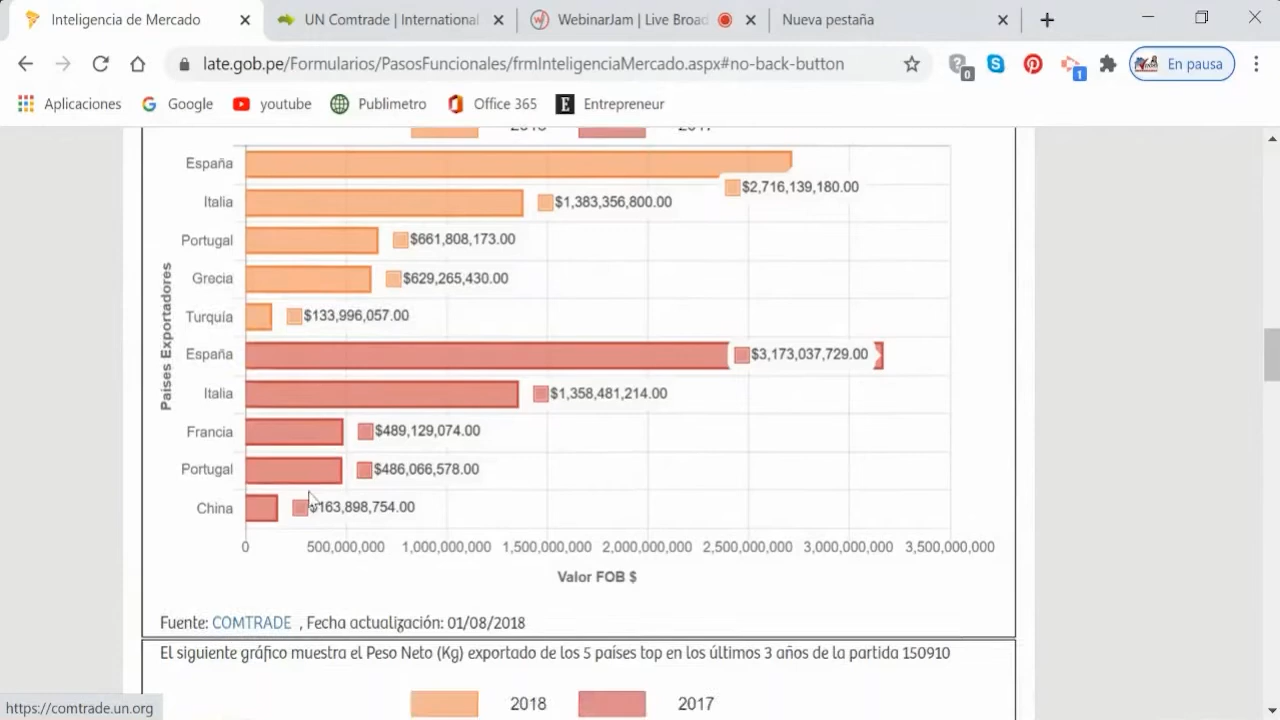 Inteligencia de Mercado
UN Comtrade | International
WebinarJam | Live Broad
Nueva pestaña
late.gob.pe/Formularios/PasosFuncionales/frmInteligenciaMercado.aspx#no-back-button
0
1
En pausa
Aplicaciones
Google
youtube
Publimetro
Office 365
Entrepreneur
Paises Exportadores
España
$2,716,139,180.00
Italia
$1,383,356,800.00
Portugal
$661,808,173.00
Grecia
$629,265,430.00
Turquía
$133,996,057.00
España
$3,173,037,729.00
Italia
$1,358,481,214.00
Francia
$489,129,074.00
Portugal
$486,066,578.00
China
163,898,754.00
0 500,000,000 1,000,000,000 1,500,000,000 2,000,000,000 2,500,000,000 3,000,000,000 3,500,000,000
Valor FOB $
Fuente: COMTRADE , Fecha actualización: 01/08/2018
El siguiente gráfico muestra el Peso Neto (Kg) exportado de los 5 países top en los últimos 3 años de la partida 150910
2018 2017
https://comtrade.un.org